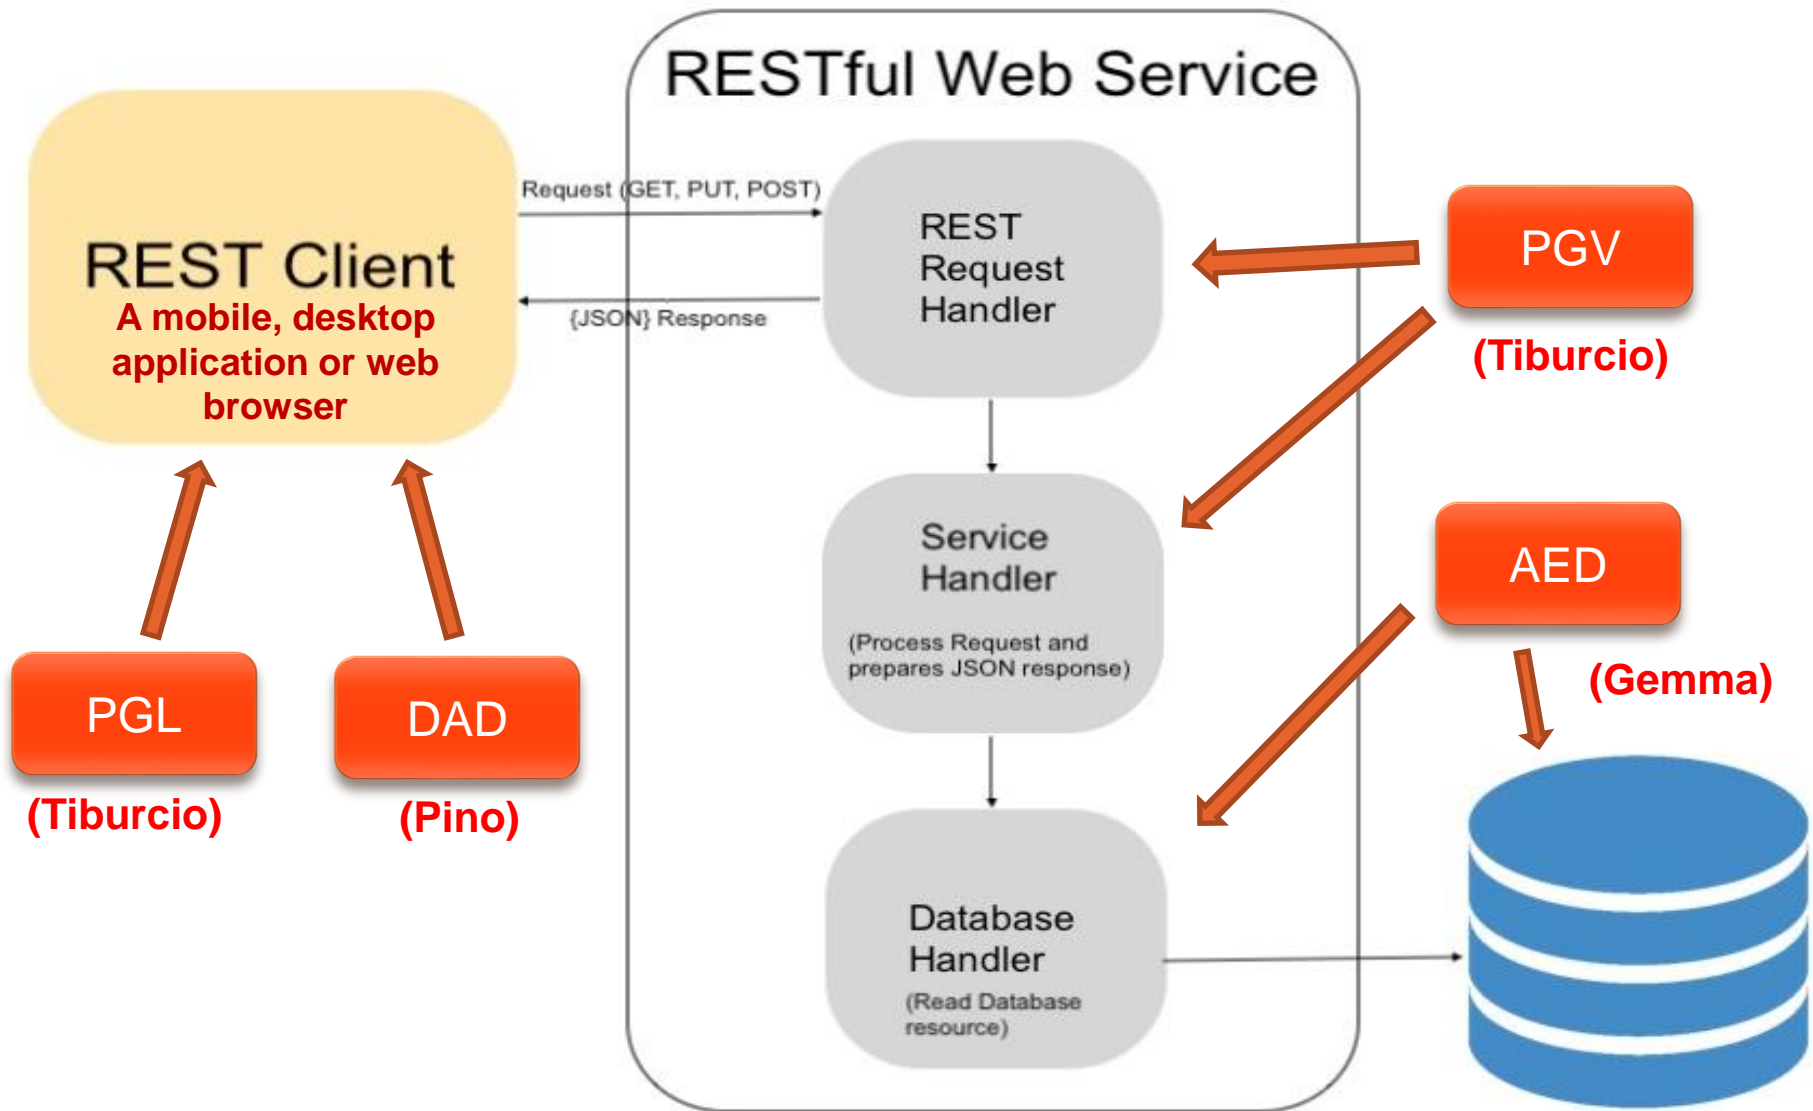 RESTful Web Service
REST Client
A mobile, desktop
application or web
browser
Request (GET, PUT, POST)
{JSON} Response
REST
Request
Handler
PGV
(Tiburcio)
Service
Handler
(Process Request and
prepares JSON response)
AED
(Gemma)
PGL
(Tiburcio)
DAD
(Pino)
Database
Handler
(Read Database
resource)